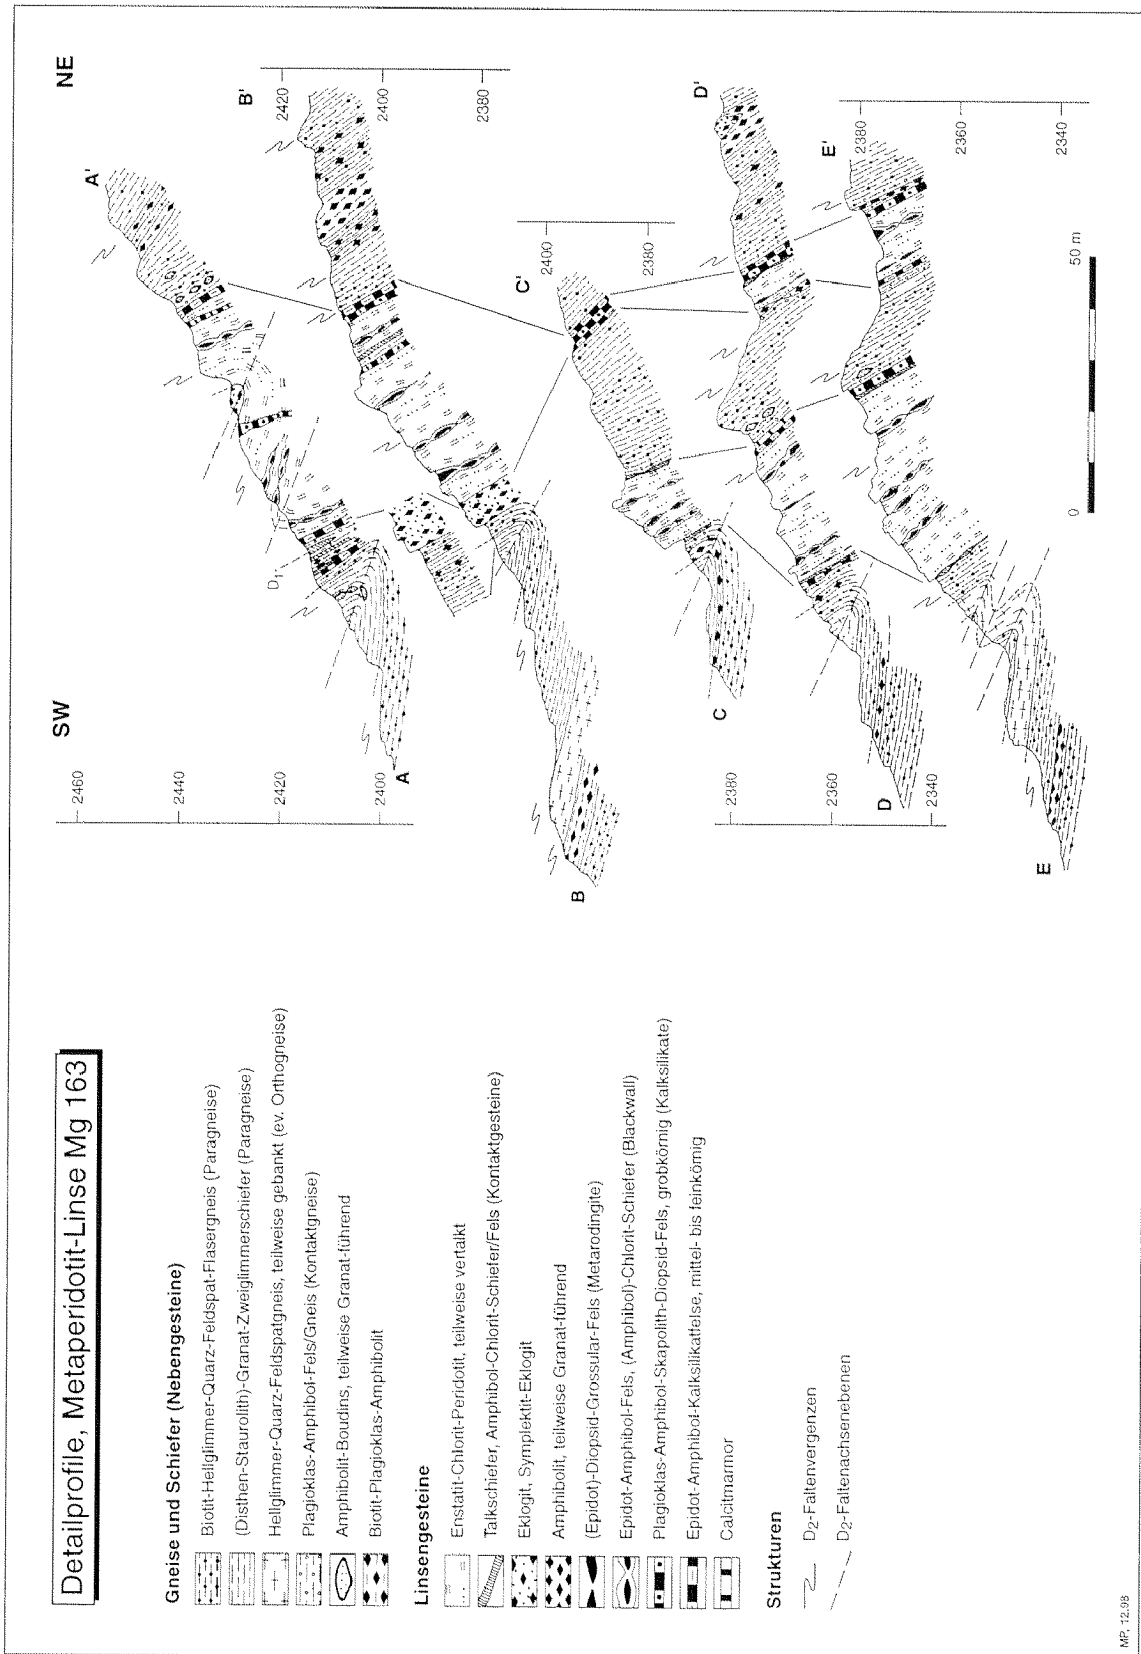 Detailprofile, Metaperidotit-Linse Mg 163
Gneise und Schiefer (Nebengesteine)
Biotit-Hellglimmer-Quarz-Feldspat-Flasergneis (Paragneise)
(Disthen-Staurolith)-Granat-Zweiglimmerschiefer (Paragneise)
Hellglimmer-Quarz-Feldspatgneis, teilweise gebankt (ev. Orthogneise)
Plagioklas-Amphibol-Fels/Gneis (Kontaktgneise)
Amphibolit-Boudins, teilweise Granat-führend
Biotit-Plagioklas-Amphibolit
Linsengesteine
Enstatit-Chlorit-Peridotit, teilweise vertalkt
Talkschiefer, Amphibol-Chlorit-Schiefer/Fels (Kontaktgesteine)
Eklogit, Symplektit-Eklogit
Amphibolit, teilweise Granat-führend
(Epidot)-Diopsid-Grossular-Fels (Metarodingite)
Epidot-Amphibol-Fels, (Amphibol)-Chlorit-Schiefer (Blackwall)
Plagioklas-Amphibol-Skapolith-Diopsid-Fels, grobkörnig (Kalksilikate)
Epidot-Amphibol-Kalksilikatfelse, mittel- bis feinkörnig
Calcitmarmor
Strukturen
D2-Faltenvergenzen
D2-Faltenachsenebenen
MP, 12.98
SW
NE
2460
2440
2420
2400
A
A'
D1
B
B'
2420
2400
2380
C
C'
2400
2380
D
D'
2380
2360
2340
E
E'
2380
2360
2340
0
50 m